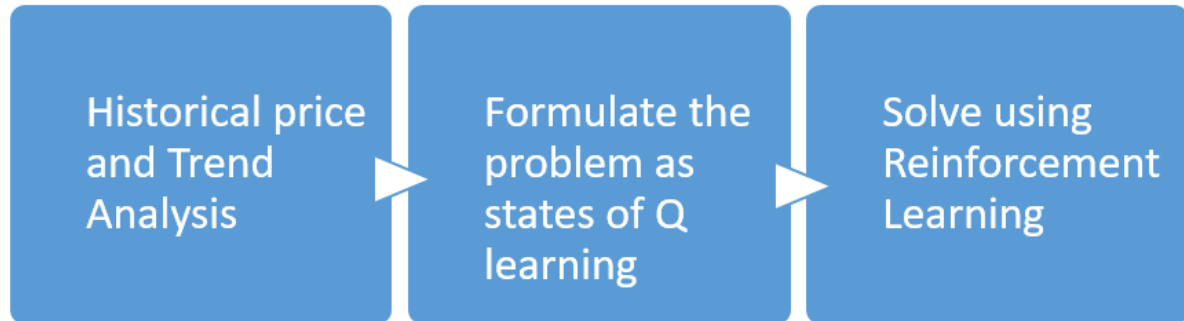 Historical price
and Trend
Analysis
Formulate the
problem as
states of Q
learning
Solve using
Reinforcement
Learning